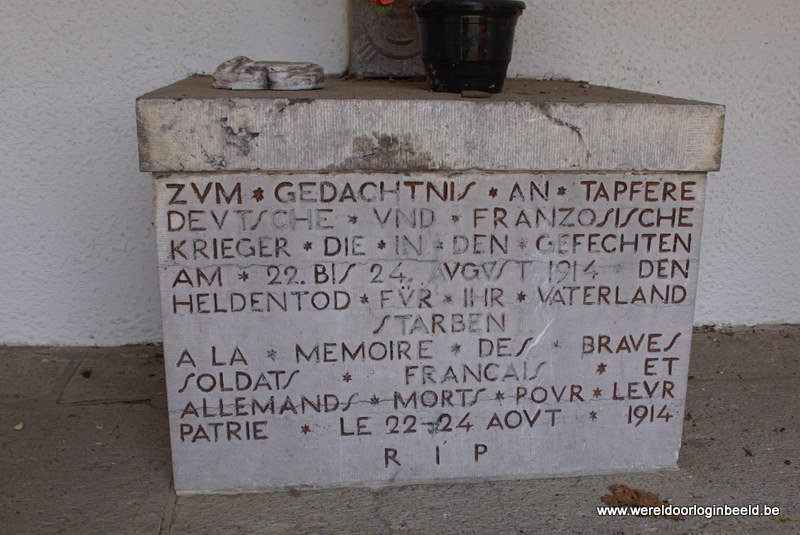 ZVM * GEDACHTNIS * AN * TAPFERE
DEVTSCHE * VND * FRANZOSISCHE
KRIEGER * DIE * IN * DEN * GEFECHTEN
AM * 22. BIS 24. AVGVST 1914 * DEN
HELDENTOD * FÜR * IHR * VATERLAND
STARBEN
A LA * MEMOIRE * DES * BRAVES
SOLDATS * FRANCAIS * ET
ALLEMANDS * MORTS * POVR * LEVR
PATRIE * LE 22-24 AOVT * 1914
R I P
www.wereldoorloginbeeld.be